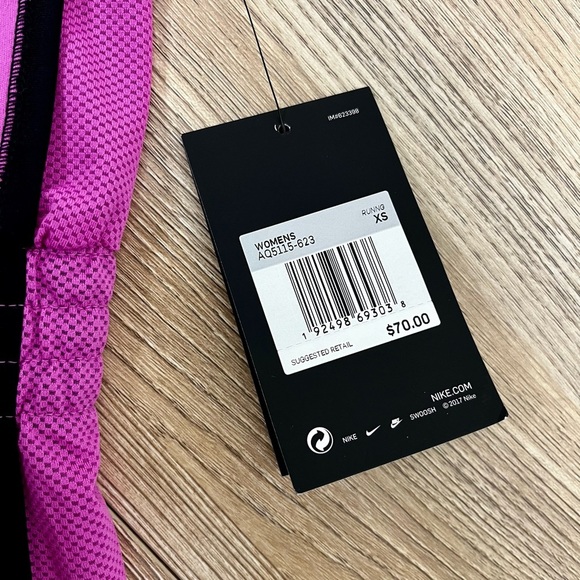 IM#823398
WOMENS
RUNNG
AQ5115-623
XS
1 92498 69303 8
SUGGESTED RETAIL
$70.00
NIKE.COM
NIKE SWOOSH © 2017 Nike